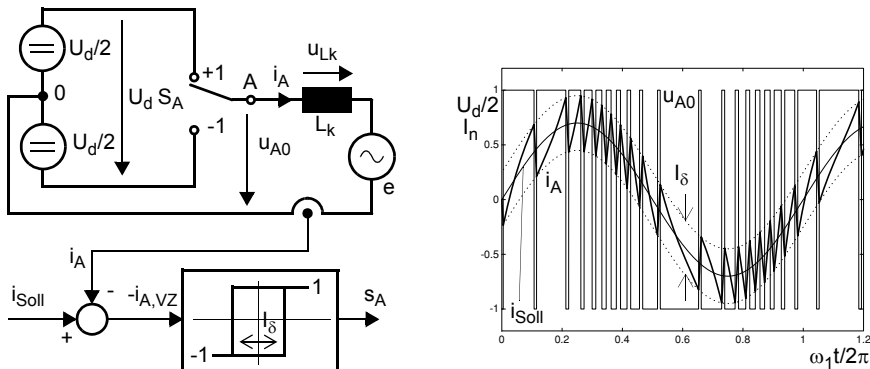 U_d/2
0
U_d/2
U_d S_A
+1
-1
A
i_A
u_Lk
L_k
u_A0
e
i_A
i_Soll
+
-
-i_A,VZ
1
-1
I_δ
s_A
1
U_d/2
I_n
0.5
0
-0.5
-1
u_A0
i_A
I_δ
i_Soll
0
0.2
0.4
0.6
0.8
1
1.2
ω_1t/2π